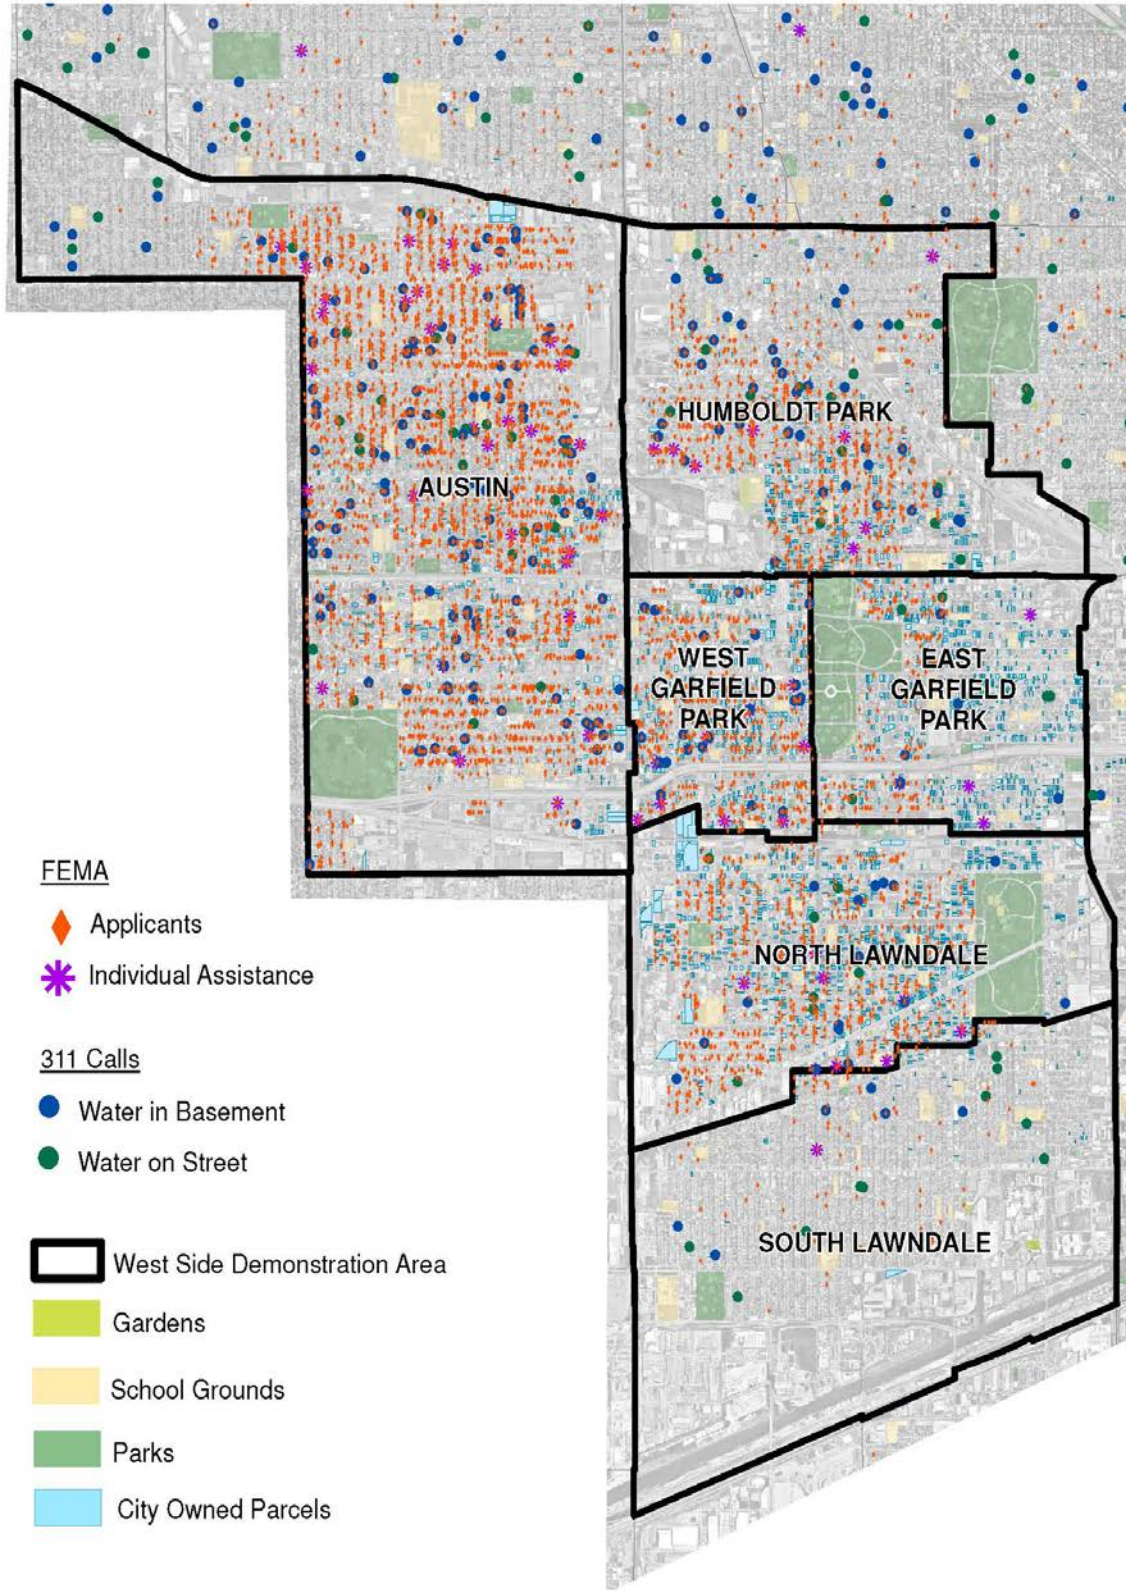 HUMBOLDT PARK
AUSTIN
WEST
GARFIELD
PARK
EAST
GARFIELD
PARK
NORTH LAWNDALE
SOUTH LAWNDALE
FEMA
Applicants
Individual Assistance
311 Calls
Water in Basement
Water on Street
West Side Demonstration Area
Gardens
School Grounds
Parks
City Owned Parcels